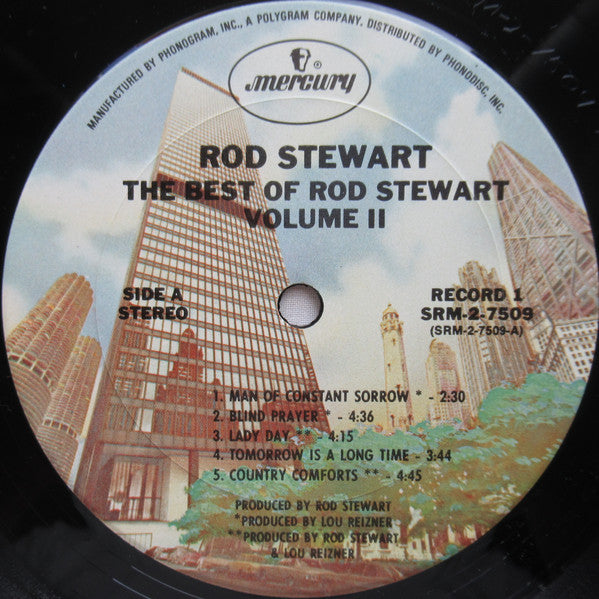 MANUFACTURED BY PHONOGRAM, INC., A POLYGRAM COMPANY, DISTRIBUTED BY PHONODISC, INC.
®
mercury
ROD STEWART
THE BEST OF ROD STEWART
VOLUME II
SIDE A
STEREO
RECORD 1
SRM-2-7509
(SRM-2-7509-A)
1. MAN OF CONSTANT SORROW * - 2:30
2. BLIND PRAYER * - 4:36
3. LADY DAY ** - 4:15
4. TOMORROW IS A LONG TIME - 3:44
5. COUNTRY COMFORTS ** - 4:45
PRODUCED BY ROD STEWART
*PRODUCED BY LOU REIZNER
**PRODUCED BY ROD STEWART
& LOU REIZNER